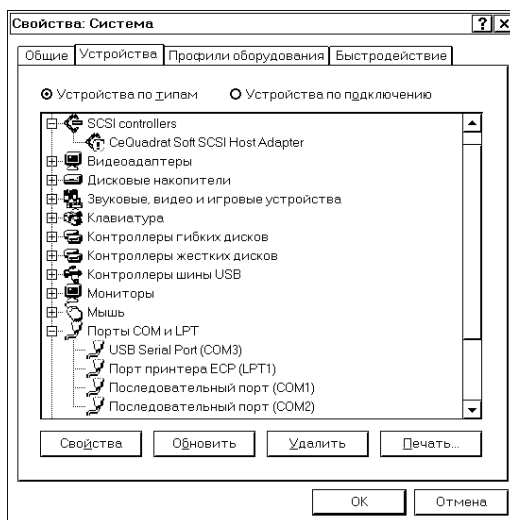 Свойства: Система
Общие Устройства Профили оборудования Быстродействие
Устройства по типам Устройства по подключению
SCSI controllers
CeQuadrat Soft SCSI Host Adapter
Видеоадаптеры
Дисковые накопители
Звуковые, видео и игровые устройства
Клавиатура
Контроллеры гибких дисков
Контроллеры жестких дисков
Контроллеры шины USB
Мониторы
Мышь
Порты COM и LPT
USB Serial Port (COM3)
Порт принтера ECP (LPT1)
Последовательный порт (COM1)
Последовательный порт (COM2)
Свойства Обновить Удалить Печать...
OK Отмена